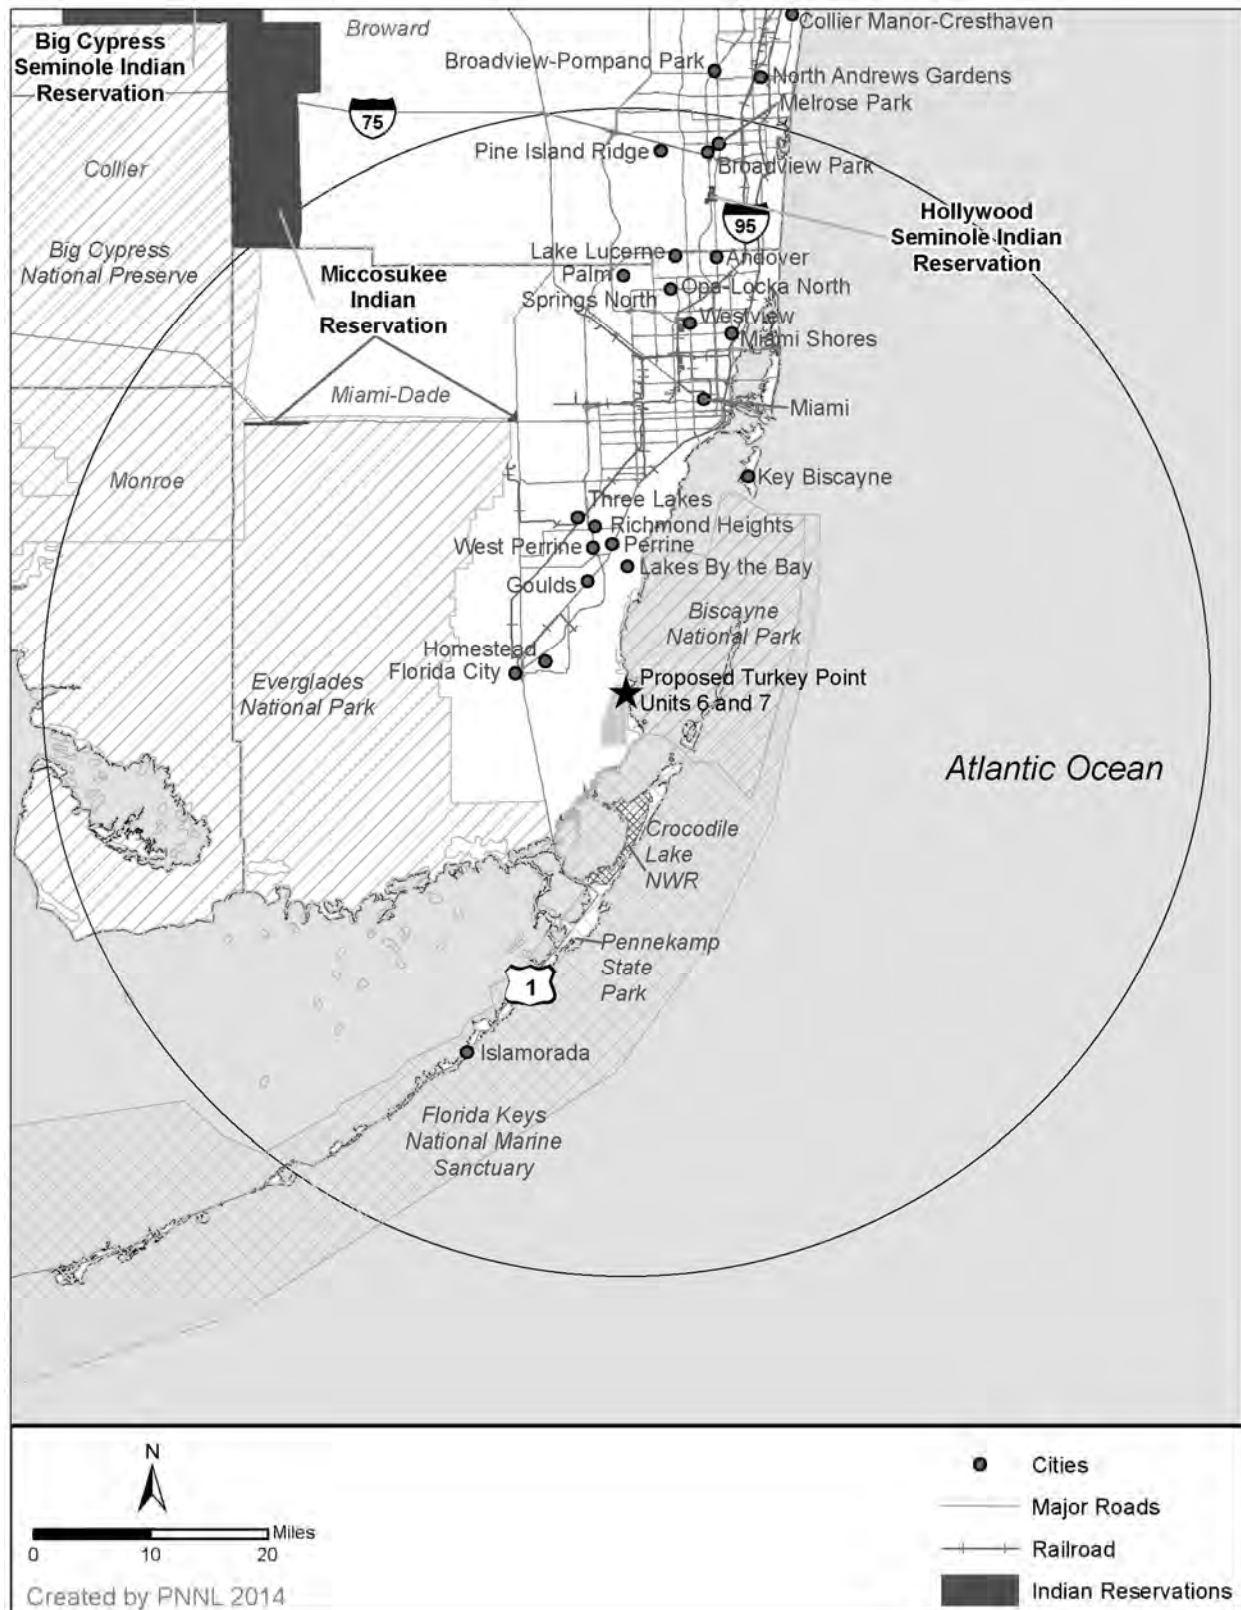 Broward
Collier Manor-Cresthaven
Big Cypress
Seminole Indian
Reservation
Broadview-Pompano Park
North Andrews Gardens
Melrose Park
75
Pine Island Ridge
Broadview Park
Collier
95
Hollywood
Seminole Indian
Reservation
Big Cypress
National Preserve
Lake Lucerne
Andover
Miccosukee
Indian
Reservation
Palm
Springs North
Opa-Locka North
Westview
Miami Shores
Miami-Dade
Miami
Monroe
Key Biscayne
Three Lakes
Richmond Heights
West Perrine
Perrine
Lakes By the Bay
Goulds
Biscayne
National Park
Homestead
Florida City
Proposed Turkey Point
Units 6 and 7
Everglades
National Park
Atlantic Ocean
Crocodile
Lake
NWR
Pennekamp
State
Park
1
Islamorada
Florida Keys
National Marine
Sanctuary
N
Miles
0 10 20
Created by PNNL 2014
Cities
Major Roads
Railroad
Indian Reservations